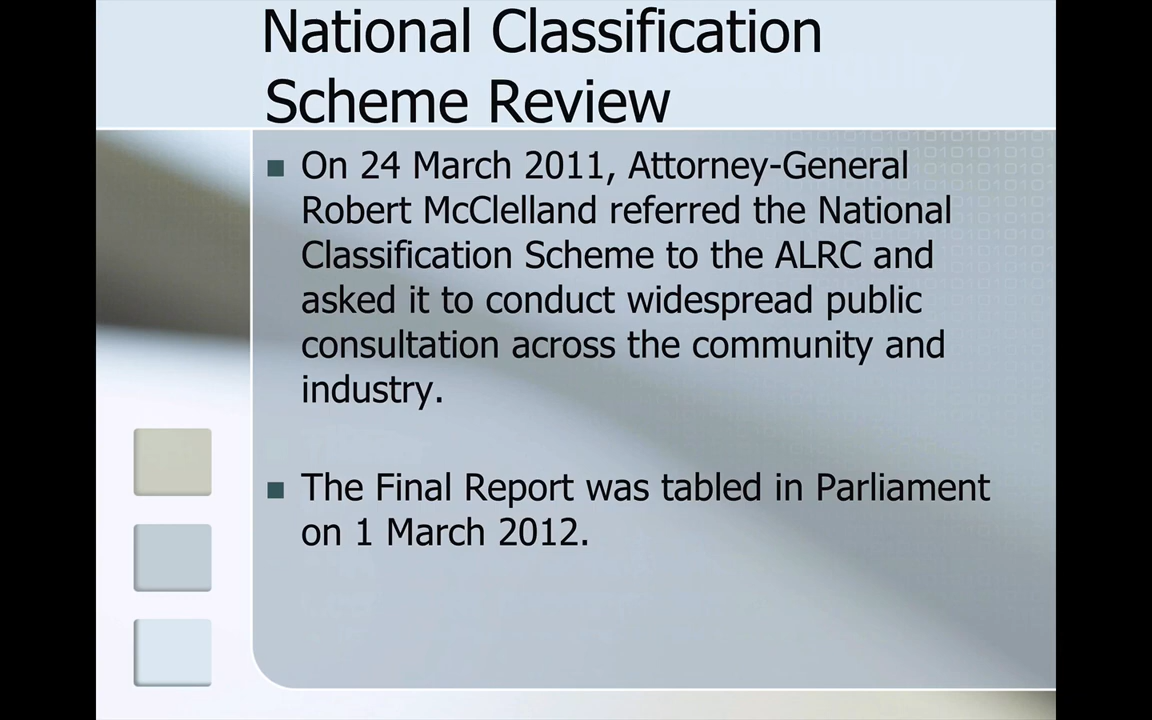 National Classification
Scheme Review
On 24 March 2011, Attorney-General
Robert McClelland referred the National
Classification Scheme to the ALRC and
asked it to conduct widespread public
consultation across the community and
industry.
The Final Report was tabled in Parliament
on 1 March 2012.